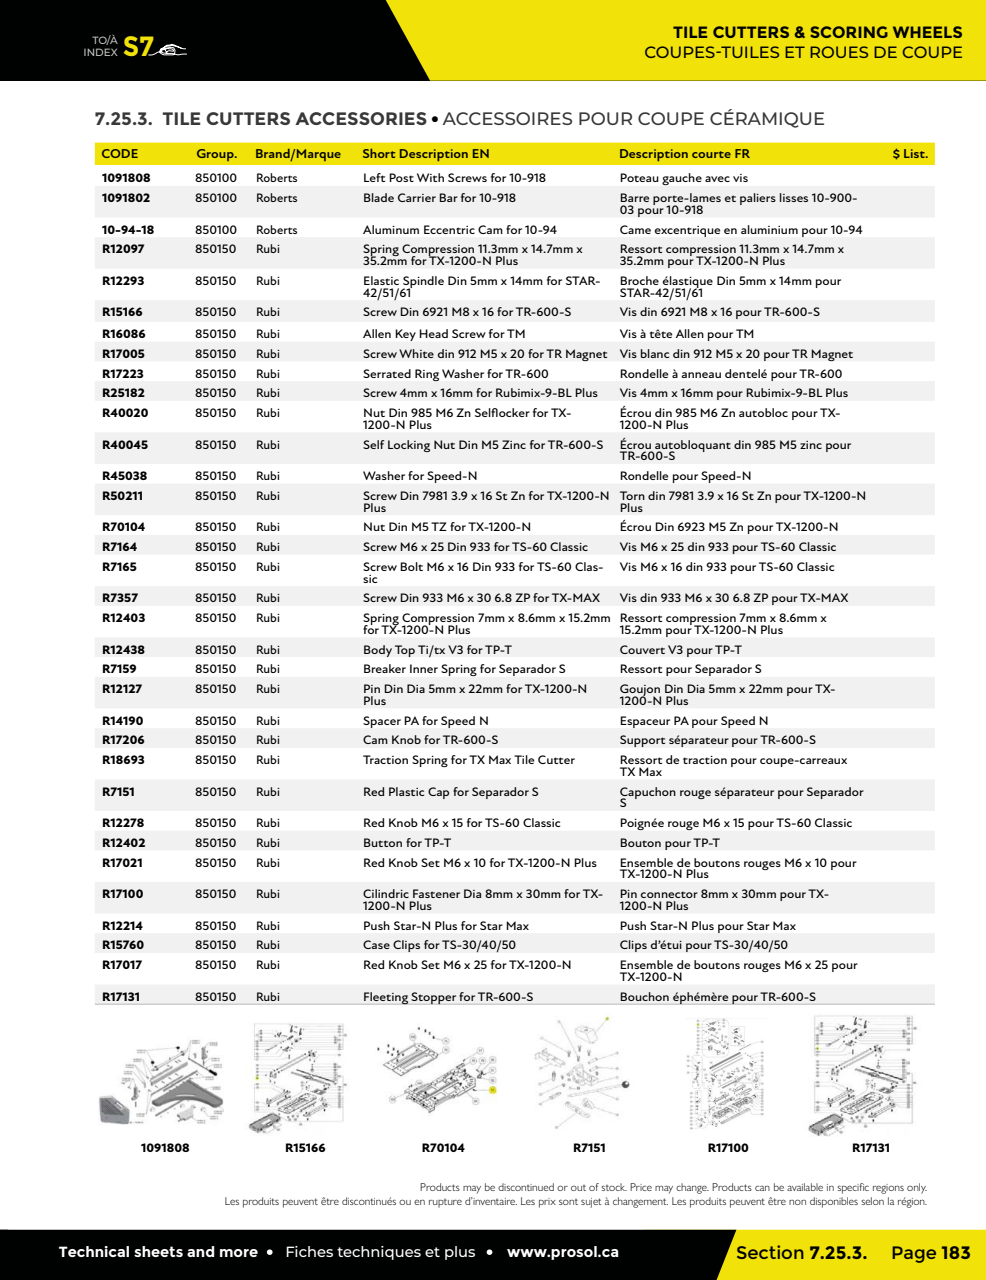 TO/À
INDEX S7
TILE CUTTERS & SCORING WHEELS
COUPES-TUILES ET ROUES DE COUPE
7.25.3. TILE CUTTERS ACCESSORIES • ACCESSOIRES POUR COUPE CÉRAMIQUE
CODE Group. Brand/Marque Short Description EN Description courte FR $ List.
1091808 850100 Roberts Left Post With Screws for 10-918 Poteau gauche avec vis
1091802 850100 Roberts Blade Carrier Bar for 10-918 Barre porte-lames et paliers lisses 10-900-
03 pour 10-918
10-94-18 850100 Roberts Aluminum Eccentric Cam for 10-94 Came excentrique en aluminium pour 10-94
R12097 850150 Rubi Spring Compression 11.3mm x 14.7mm x Ressort compression 11.3mm x 14.7mm x
35.2mm for TX-1200-N Plus 35.2mm pour TX-1200-N Plus
R12293 850150 Rubi Elastic Spindle Din 5mm x 14mm for STAR- Broche élastique Din 5mm x 14mm pour
42/51/61 STAR-42/51/61
R15166 850150 Rubi Screw Din 6921 M8 x 16 for TR-600-S Vis din 6921 M8 x 16 pour TR-600-S
R16086 850150 Rubi Allen Key Head Screw for TM Vis à tête Allen pour TM
R17005 850150 Rubi Screw White din 912 M5 x 20 for TR Magnet Vis blanc din 912 M5 x 20 pour TR Magnet
R17223 850150 Rubi Serrated Ring Washer for TR-600 Rondelle à anneau dentelé pour TR-600
R25182 850150 Rubi Screw 4mm x 16mm for Rubimix-9-BL Plus Vis 4mm x 16mm pour Rubimix-9-BL Plus
R40020 850150 Rubi Nut Din 985 M6 Zn Selflocker for TX- Écrou din 985 M6 Zn autobloc pour TX-
1200-N Plus 1200-N Plus
R40045 850150 Rubi Self Locking Nut Din M5 Zinc for TR-600-S Écrou autobloquant din 985 M5 zinc pour
TR-600-S
R45038 850150 Rubi Washer for Speed-N Rondelle pour Speed-N
R50211 850150 Rubi Screw Din 7981 3.9 x 16 St Zn for TX-1200-N Torn din 7981 3.9 x 16 St Zn pour TX-1200-N
Plus Plus
R70104 850150 Rubi Nut Din M5 TZ for TX-1200-N Écrou Din 6923 M5 Zn pour TX-1200-N
R7164 850150 Rubi Screw M6 x 25 Din 933 for TS-60 Classic Vis M6 x 25 din 933 pour TS-60 Classic
R7165 850150 Rubi Screw Bolt M6 x 16 Din 933 for TS-60 Clas- Vis M6 x 16 din 933 pour TS-60 Classic
sic
R7357 850150 Rubi Screw Din 933 M6 x 30 6.8 ZP for TX-MAX Vis din 933 M6 x 30 6.8 ZP pour TX-MAX
R12403 850150 Rubi Spring Compression 7mm x 8.6mm x 15.2mm Ressort compression 7mm x 8.6mm x
for TX-1200-N Plus 15.2mm pour TX-1200-N Plus
R12438 850150 Rubi Body Top Ti/tx V3 for TP-T Couvert V3 pour TP-T
R7159 850150 Rubi Breaker Inner Spring for Separador S Ressort pour Separador S
R12127 850150 Rubi Pin Din Dia 5mm x 22mm for TX-1200-N Goujon Din Dia 5mm x 22mm pour TX-
Plus 1200-N Plus
R14190 850150 Rubi Spacer PA for Speed N Espaceur PA pour Speed N
R17206 850150 Rubi Cam Knob for TR-600-S Support séparateur pour TR-600-S
R18693 850150 Rubi Traction Spring for TX Max Tile Cutter Ressort de traction pour coupe-carreaux
TX Max
R7151 850150 Rubi Red Plastic Cap for Separador S Capuchon rouge séparateur pour Separador
S
R12278 850150 Rubi Red Knob M6 x 15 for TS-60 Classic Poignée rouge M6 x 15 pour TS-60 Classic
R12402 850150 Rubi Button for TP-T Bouton pour TP-T
R17021 850150 Rubi Red Knob Set M6 x 10 for TX-1200-N Plus Ensemble de boutons rouges M6 x 10 pour
TX-1200-N Plus
R17100 850150 Rubi Cilindric Fastener Dia 8mm x 30mm for TX- Pin connector 8mm x 30mm pour TX-
1200-N Plus 1200-N Plus
R12214 850150 Rubi Push Star-N Plus for Star Max Push Star-N Plus pour Star Max
R15760 850150 Rubi Case Clips for TS-30/40/50 Clips d'étui pour TS-30/40/50
R17017 850150 Rubi Red Knob Set M6 x 25 for TX-1200-N Ensemble de boutons rouges M6 x 25 pour
TX-1200-N
R17131 850150 Rubi Fleeting Stopper for TR-600-S Bouchon éphémère pour TR-600-S
1091808 R15166 R70104 R7151 R17100 R17131
Products may be discontinued or out of stock. Price may change. Products can be available in specific regions only.
Les produits peuvent être discontinués ou en rupture d'inventaire. Les prix sont sujet à changement. Les produits peuvent être non disponibles selon la région.
Technical sheets and more • Fiches techniques et plus • www.prosol.ca
Section 7.25.3. Page 183